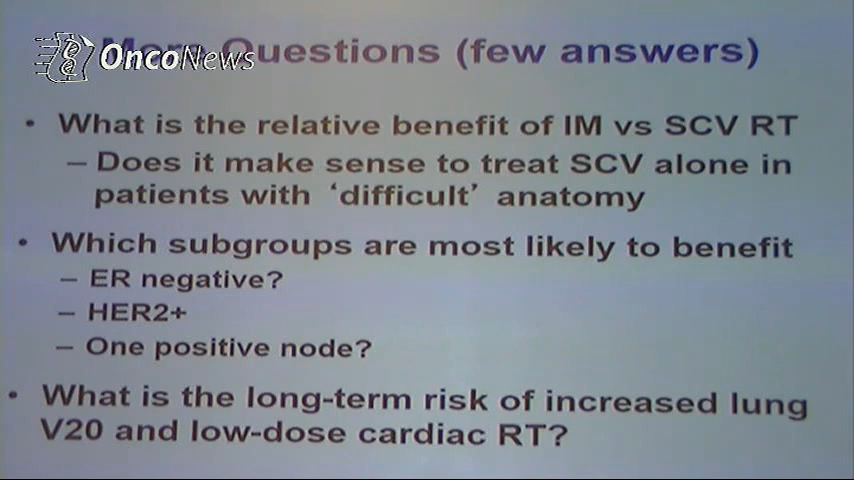 More Questions (few answers)
OncoNews
• What is the relative benefit of IM vs SCV RT
– Does it make sense to treat SCV alone in
patients with ‘difficult’ anatomy
• Which subgroups are most likely to benefit
– ER negative?
– HER2+
– One positive node?
• What is the long-term risk of increased lung
V20 and low-dose cardiac RT?